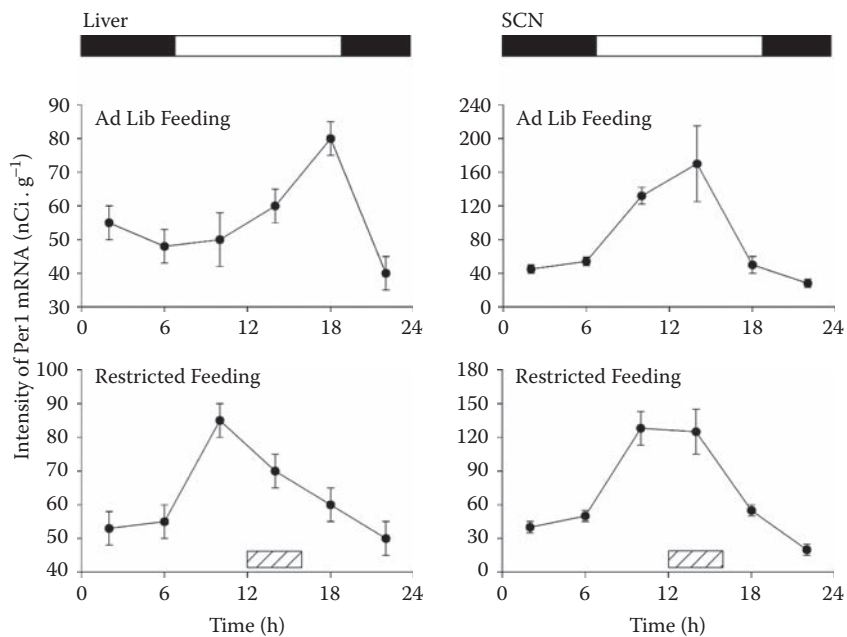 Liver
SCN
Intensity of Per1 mRNA (nCi . g⁻¹)
Ad Lib Feeding
90
80
70
60
50
40
30
0 6 12 18 24
Ad Lib Feeding
240
200
160
120
80
40
0
0 6 12 18 24
Restricted Feeding
100
90
80
70
60
50
40
0 6 12 18 24
Time (h)
Restricted Feeding
180
150
120
90
60
30
0
0 6 12 18 24
Time (h)